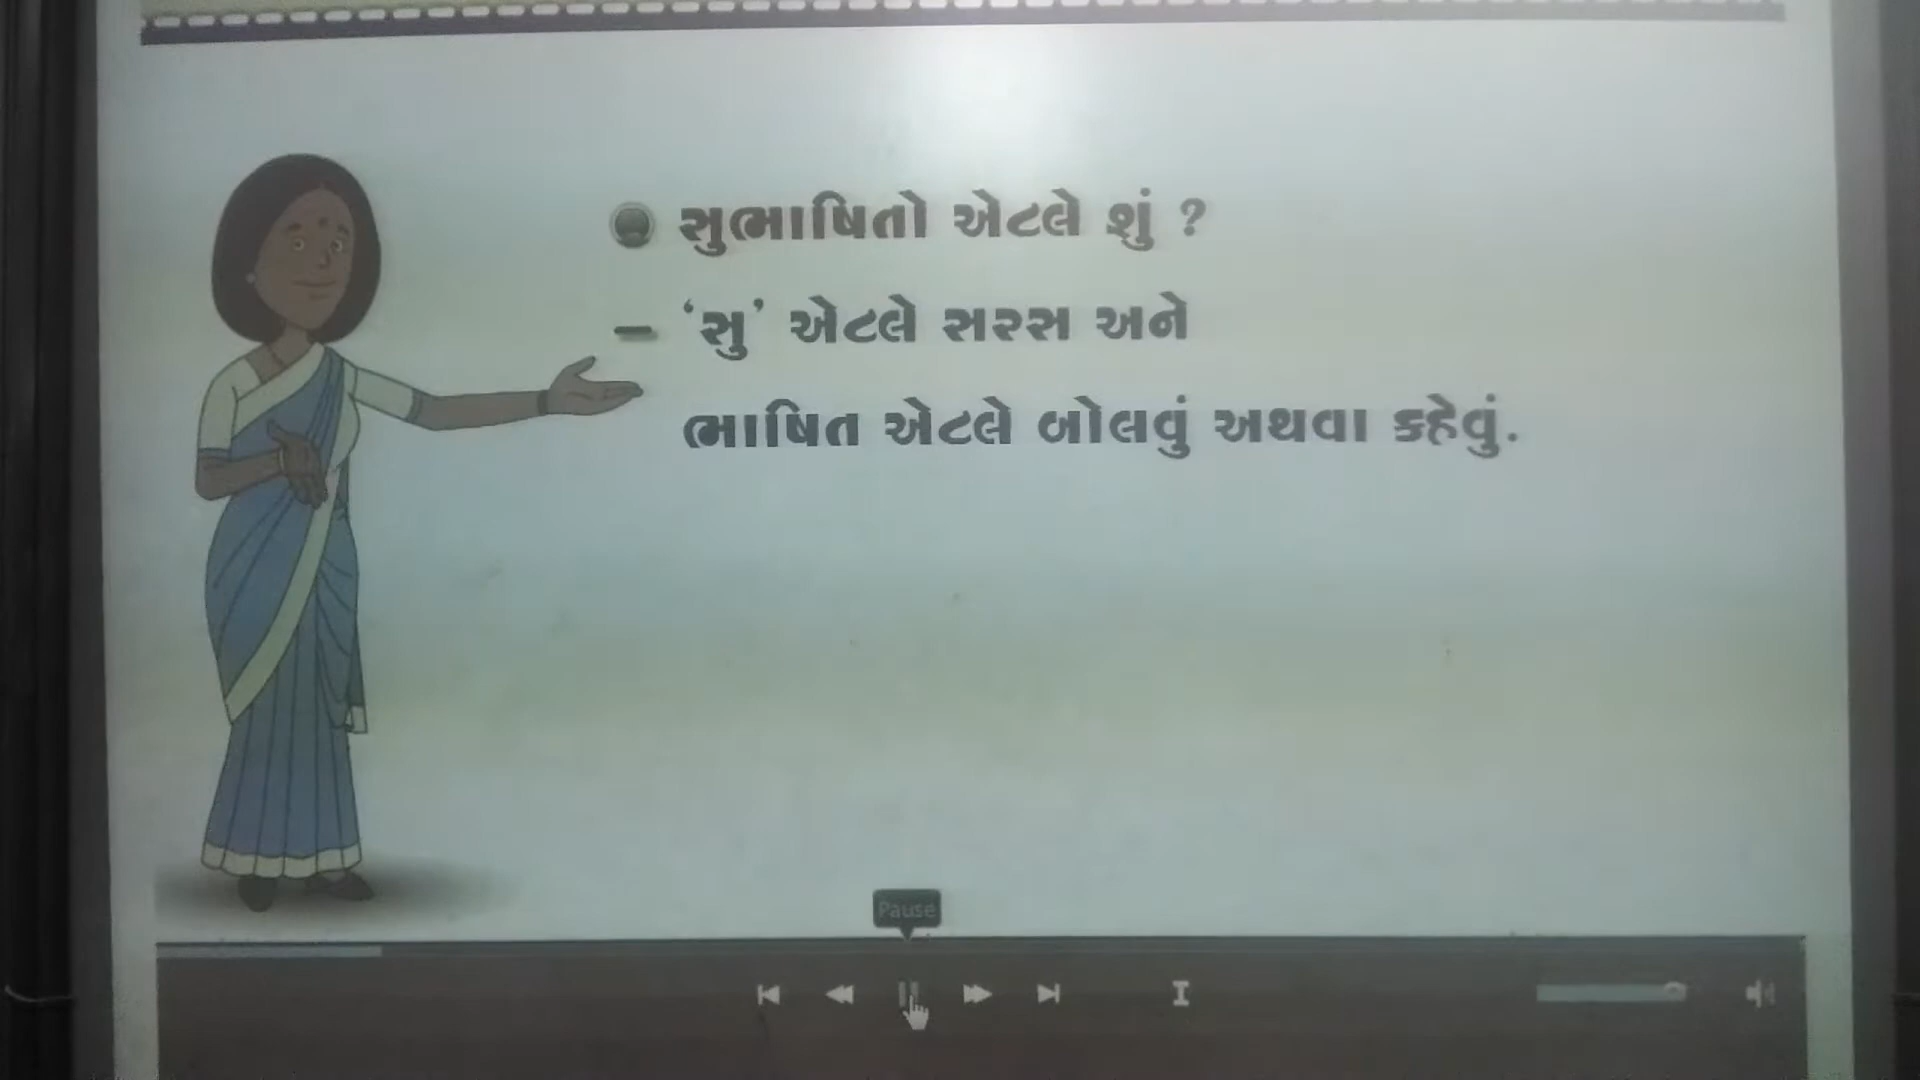 સુભાષિતો એટલે શું ?
– ‘સુ’ એટલે સરસ અને
ભાષિત એટલે બોલવું અથવા કહેવું.
Pause